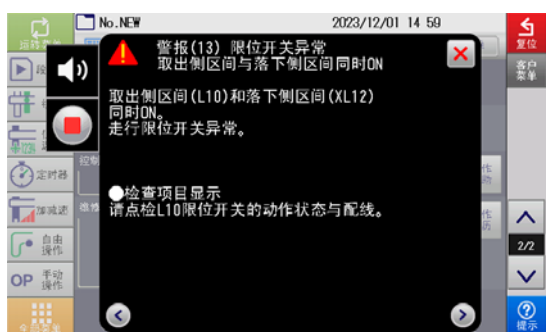 No.NEW
2023/12/01 14 59
复位
警报(13) 限位开关异常
取出侧区间与落下侧区间同时ON
客户
菜单
取出侧区间(L10)和落下侧区间(XL12)
同时ON。
走行限位开关异常。
定时器
●检查项目显示
请点检L10限位开关的动作状态与配线。
加减速
自由
操作
2/2
OP 手动
操作
提示